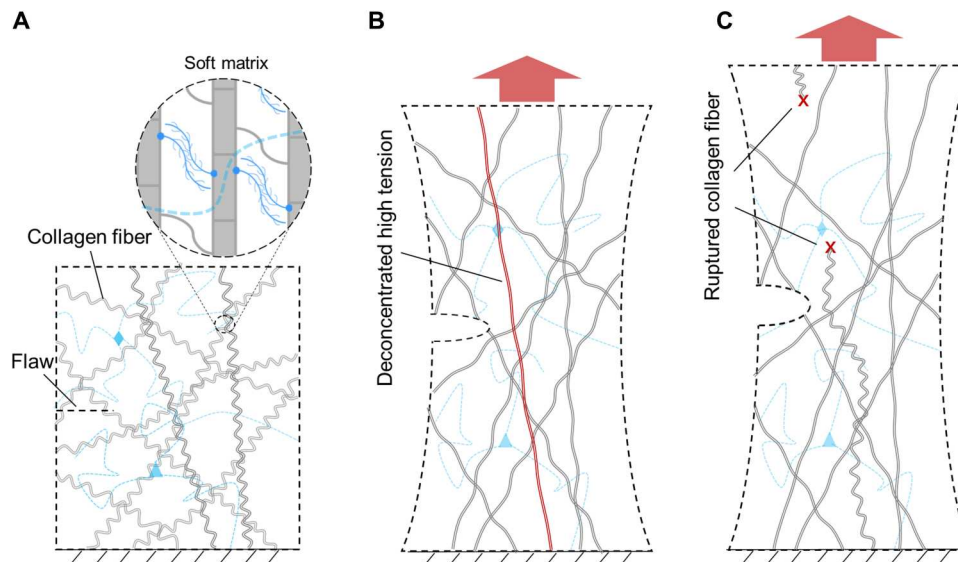 A
Soft matrix
Collagen fiber
Flaw
B
Deconcentrated high tension
C
Ruptured collagen fiber
X
X